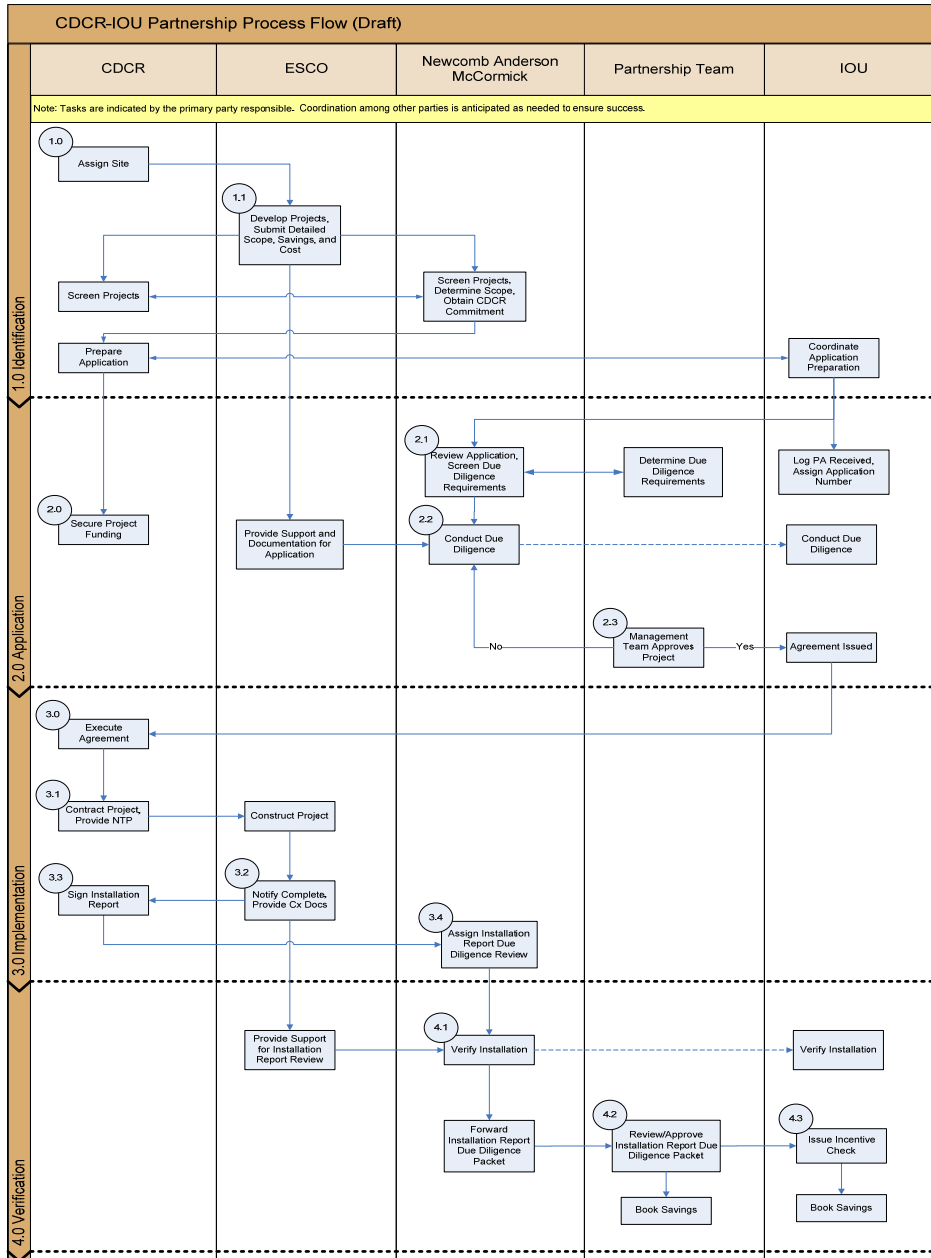 CDCR-IOU Partnership Process Flow (Draft)
CDCR
ESCO
Newcomb Anderson
McCormick
Partnership Team
IOU
Note: Tasks are indicated by the primary party responsible. Coordination among other parties is anticipated as needed to ensure success.
1.0 Identification
1.0
Assign Site
1.1
Develop Projects,
Submit Detailed
Scope, Savings, and
Cost
Screen Projects
Screen Projects,
Determine Scope,
Obtain CDCR
Commitment
Prepare
Application
Coordinate
Application
Preparation
2.0 Application
2.1
Review Application,
Screen Due
Diligence
Requirements
Determine Due
Diligence
Requirements
Log PA Received,
Assign Application
Number
2.0
Secure Project
Funding
Provide Support and
Documentation for
Application
2.2
Conduct Due
Diligence
Conduct Due
Diligence
2.3
Management
Team Approves
Project
No
Yes
Agreement Issued
3.0 Implementation
3.0
Execute
Agreement
3.1
Contract Project,
Provide NTP
Construct Project
3.3
Sign Installation
Report
3.2
Notify Complete,
Provide Cx Docs
3.4
Assign Installation
Report Due
Diligence Review
4.0 Verification
Provide Support
for Installation
Report Review
4.1
Verify Installation
Verify Installation
Forward
Installation Report
Due Diligence
Packet
4.2
Review/Approve
Installation Report Due
Diligence Packet
4.3
Issue Incentive
Check
Book Savings
Book Savings